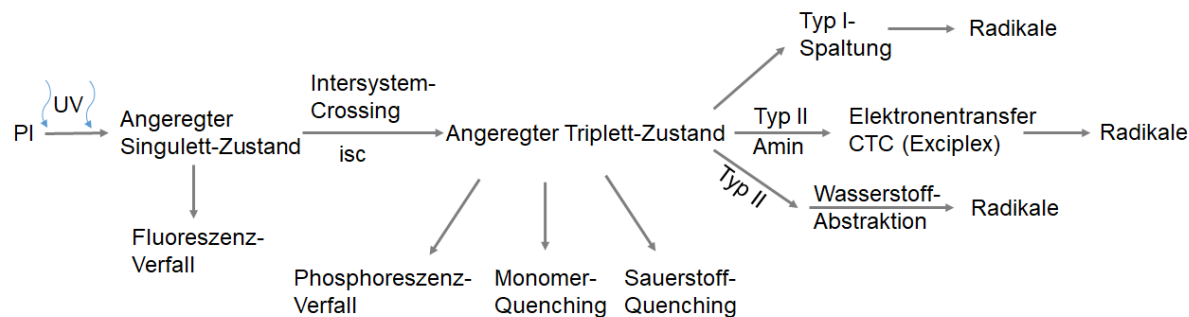 PI
UV
Angeregter
Singulett-Zustand
Fluoreszenz-
Verfall
Intersystem-
Crossing
isc
Angeregter Triplett-Zustand
Phosphoreszenz-
Verfall
Monomer-
Quenching
Sauerstoff-
Quenching
Typ I-
Spaltung
Radikale
Typ II
Amin
Elektronentransfer
CTC (Exciplex)
Radikale
Typ II
Wasserstoff-
Abstraktion
Radikale